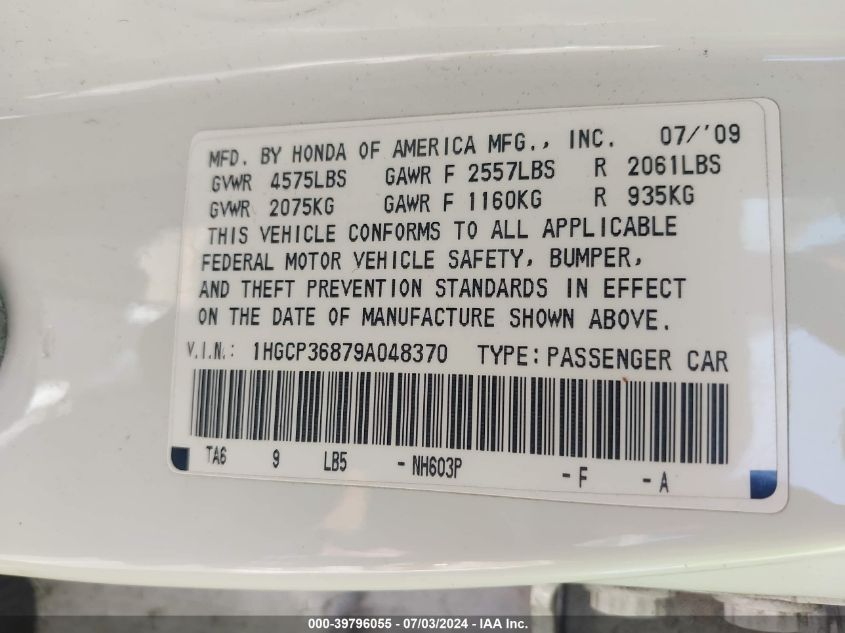 MFD. BY HONDA OF AMERICA MFG., INC. 07/'09
GVWR 4575LBS GAWR F 2557LBS R 2061LBS
GVWR 2075KG GAWR F 1160KG R 935KG
THIS VEHICLE CONFORMS TO ALL APPLICABLE
FEDERAL MOTOR VEHICLE SAFETY, BUMPER,
AND THEFT PREVENTION STANDARDS IN EFFECT
ON THE DATE OF MANUFACTURE SHOWN ABOVE.
V.I.N.: 1HGCP36879A048370 TYPE:PASSENGER CAR
TA6 9 LB5 -NH603P -F -A
000-39796055 - 07/03/2024 - IAA Inc.